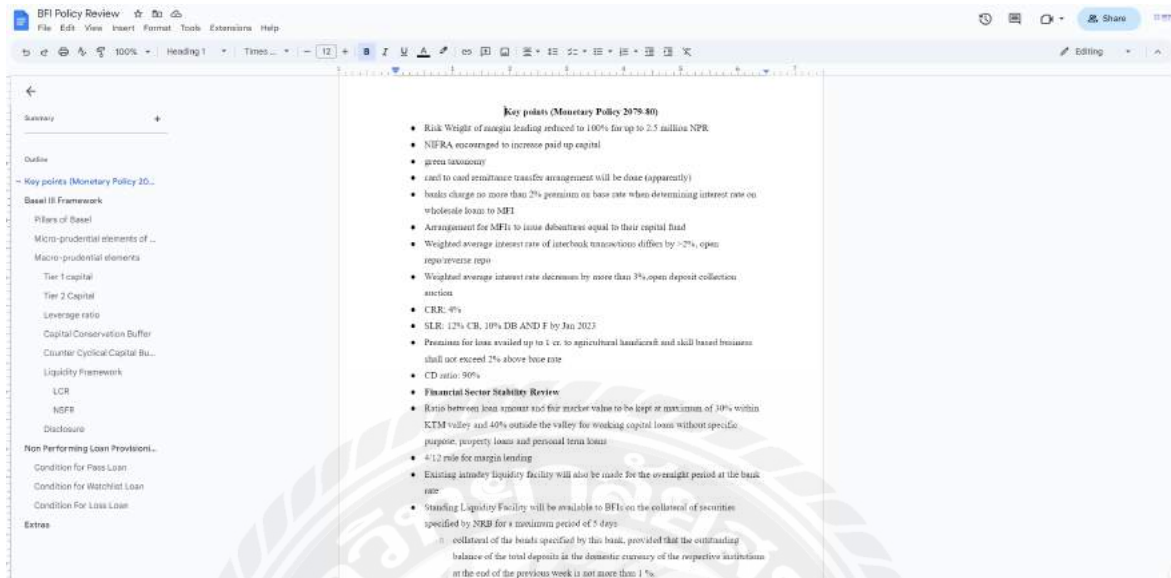 BFI Policy Review
File Edit View Insert Format Tools Extensions Help
Share
100% Heading 1 Times ... 12 B I U A
Editing
1 2 3 4 5 6 7
Summary +
Outline
Key points (Monetary Policy 20...
Basel III Framework
Pillars of Basel
Micro-prudential elements of ...
Macro-prudential elements
Tier 1 capital
Tier 2 Capital
Leverage ratio
Capital Conservation Buffer
Counter Cyclical Capital Bu...
Liquidity Framework
LCR
NSFR
Disclosure
Non Performing Loan Provisioni...
Condition for Pass Loan
Condition for Watchlist Loan
Condition For Loss Loan
Extras
Key points (Monetary Policy 2079-80)
● Risk Weight of margin lending reduced to 100% for up to 2.5 million NPR
● NIFRA encouraged to increase paid up capital
● green taxonomy
● card to card remittance transfer arrangement will be done (apparently)
● banks charge no more than 2% premium on base rate when determining interest rate on
wholesale loans to MFI
● Arrangement for MFIs to issue debentures equal to their capital fund
● Weighted average interest rate of interbank transactions differs by >2%, open
repo/reverse repo
● Weighted average interest rate decreases by more than 3%,open deposit collection
auction
● CRR: 4%
● SLR: 12% CB, 10% DB AND F by Jan 2023
● Premium for loan availed up to 1 cr. to agricultural handicraft and skill based business
shall not exceed 2% above base rate
● CD ratio: 90%
● Financial Sector Stability Review
● Ratio between loan amount and fair market value to be kept at maximum of 30% within
KTM valley and 40% outside the valley for working capital loans without specific
purpose, property loans and personal term loans
● 4/12 rule for margin lending
● Existing intraday liquidity facility will also be made for the overnight period at the bank
rate
● Standing Liquidity Facility will be available to BFIs on the collateral of securities
specified by NRB for a maximum period of 5 days
○ collateral of the bonds specified by this bank, provided that the outstanding
balance of the total deposits in the domestic currency of the respective institutions
at the end of the previous week is not more than 1 %.